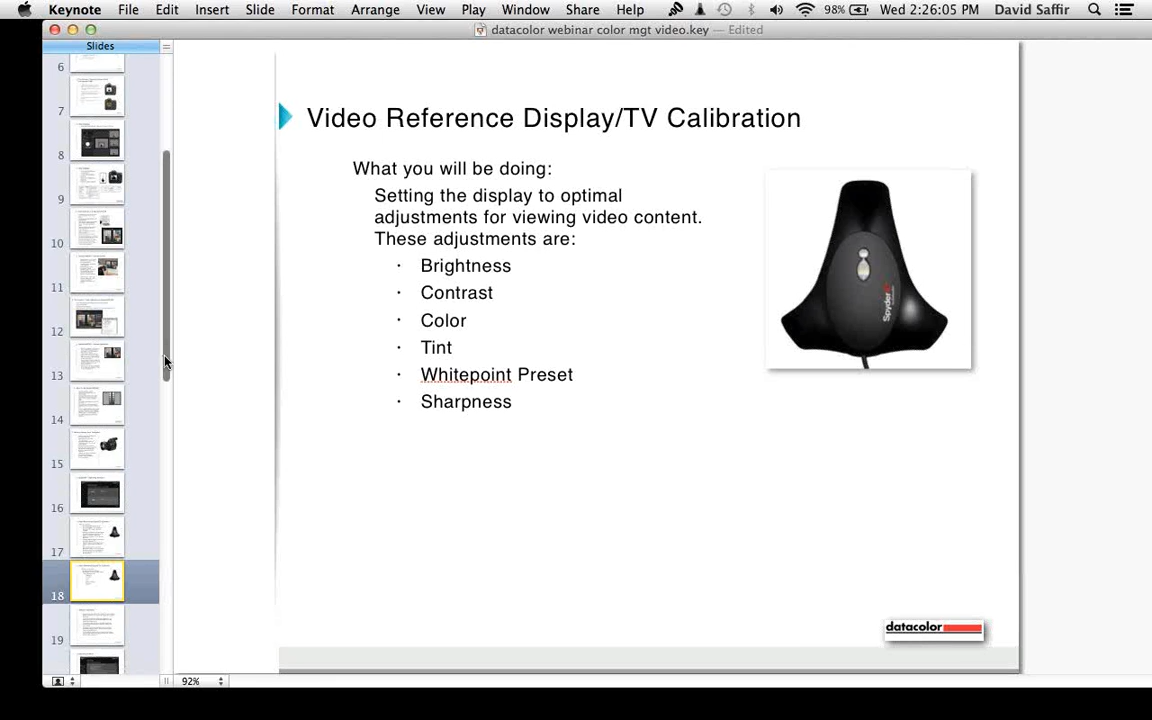 Keynote File Edit Insert Slide Format Arrange View Play Window Share Help 98% Wed 2:26:05 PM David Saffir
datacolor webinar color mgt video.key — Edited
Slides
6
7
8
9
10
11
12
13
14
15
16
17
18
19
Video Reference Display/TV Calibration
What you will be doing:
Setting the display to optimal
adjustments for viewing video content.
These adjustments are:
· Brightness
· Contrast
· Color
· Tint
· Whitepoint Preset
· Sharpness
Spyder
datacolor
92%